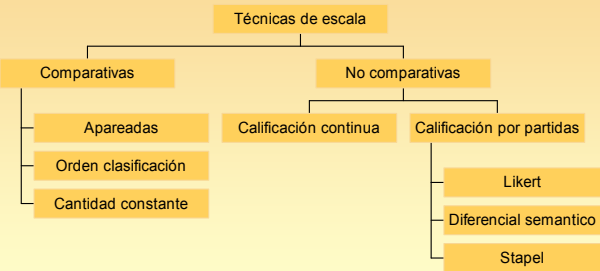 Técnicas de escala
Comparativas
No comparativas
Apareadas
Calificación continua
Calificación por partidas
Orden clasificación
Likert
Cantidad constante
Diferencial semantico
Stapel